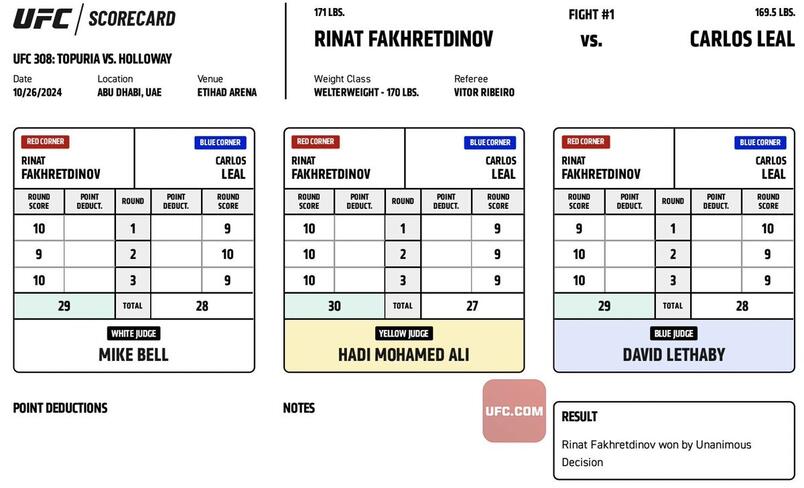 UFC SCORECARD
UFC 308: TOPURIA VS. HOLLOWAY
Date Location Venue
10/26/2024 ABU DHABI, UAE ETIHAD ARENA
171 LBS. FIGHT #1 169.5 LBS.
RINAT FAKHRETDINOV VS. CARLOS LEAL
Weight Class Referee
WELTERWEIGHT - 170 LBS. VITOR RIBEIRO
RED CORNER BLUE CORNER
RINAT CARLOS
FAKHRETDINOV LEAL
ROUND POINT ROUND POINT ROUND
SCORE DEDUCT. DEDUCT. SCORE
10 1 9
9 2 10
10 3 9
29 TOTAL 28
WHITE JUDGE
MIKE BELL
RED CORNER BLUE CORNER
RINAT CARLOS
FAKHRETDINOV LEAL
ROUND POINT ROUND POINT ROUND
SCORE DEDUCT. DEDUCT. SCORE
10 1 9
10 2 9
10 3 9
30 TOTAL 27
YELLOW JUDGE
HADI MOHAMED ALI
RED CORNER BLUE CORNER
RINAT CARLOS
FAKHRETDINOV LEAL
ROUND POINT ROUND POINT ROUND
SCORE DEDUCT. DEDUCT. SCORE
9 1 10
10 2 9
10 3 9
29 TOTAL 28
BLUE JUDGE
DAVID LETHABY
POINT DEDUCTIONS
NOTES
UFC.COM
RESULT
Rinat Fakhretdinov won by Unanimous
Decision